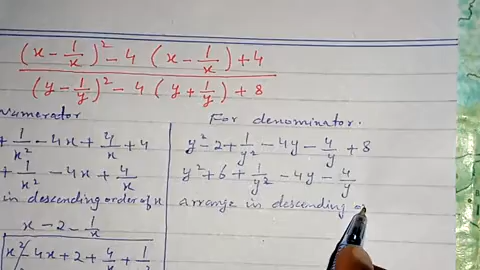 (x - 1/x)² - 4 (x - 1/x) + 4
(y - 1/y)² - 4 (y + 1/y) + 8
numerator
+ 1/x² - 4x + 4/x + 4
+ 1/x² - 4x + 4/x
in descending order of x
x - 2 - 1/x
x² - 4x + 2 + 4/x + 1/x²
For denominator.
y² - 2 + 1/y² - 4y - 4/y + 8
y² + 6 + 1/y² - 4y - 4/y
arrange in descending o